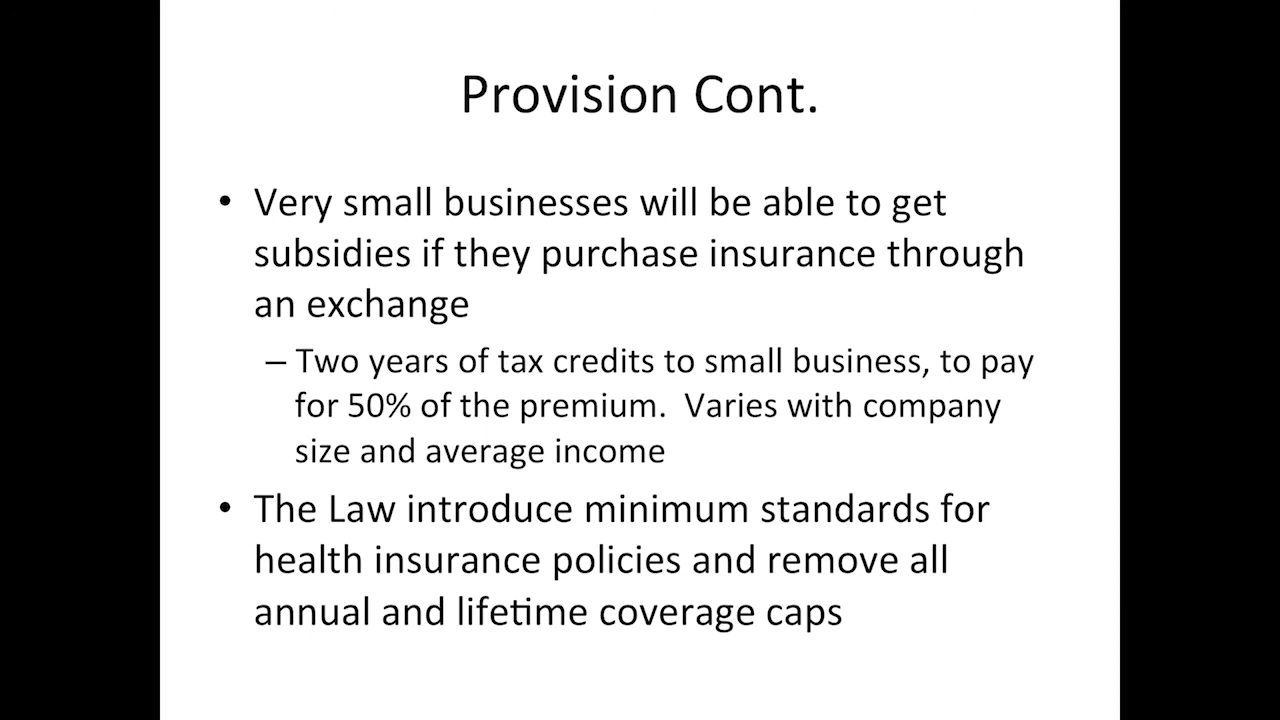 Provision Cont.
• Very small businesses will be able to get
subsidies if they purchase insurance through
an exchange
– Two years of tax credits to small business, to pay
for 50% of the premium.  Varies with company
size and average income
• The Law introduce minimum standards for
health insurance policies and remove all
annual and lifetime coverage caps